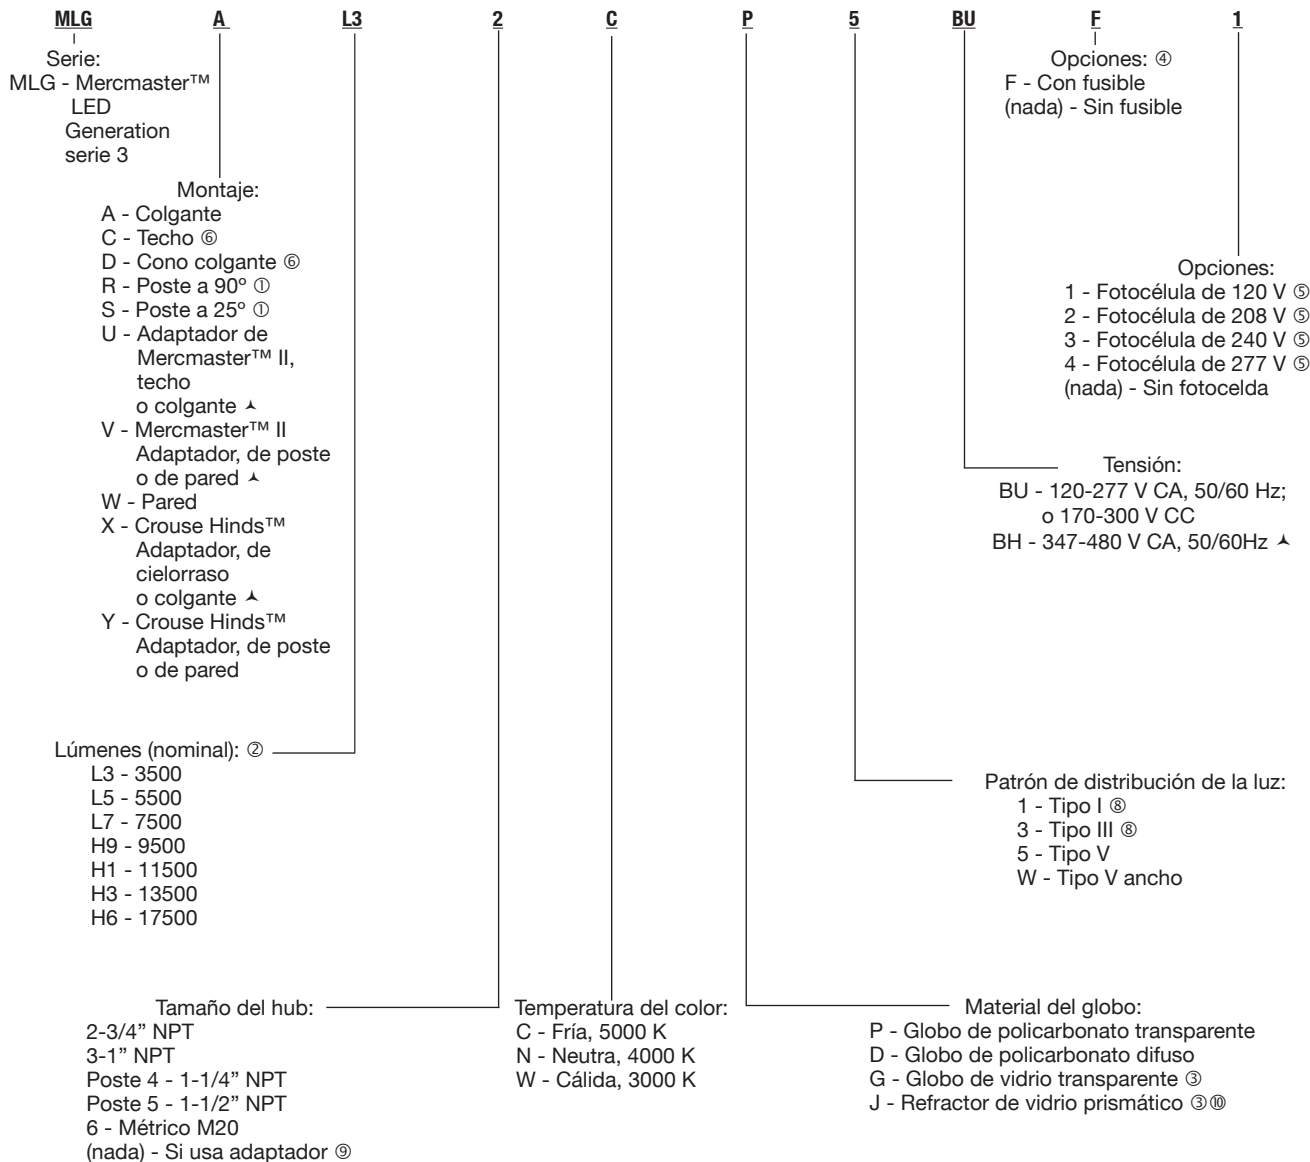 MLG A L3 2 C P 5 BU F 1
Serie:
MLG - Mercmaster™
LED
Generation
serie 3
Opciones: ④
F - Con fusible
(nada) - Sin fusible
Montaje:
A - Colgante
C - Techo ⑥
D - Cono colgante ⑥
R - Poste a 90º ①
S - Poste a 25º ①
U - Adaptador de
Mercmaster™ II,
techo
o colgante ⅄
V - Mercmaster™ II
Adaptador, de poste
o de pared ⅄
W - Pared
X - Crouse Hinds™
Adaptador, de
cielorraso
o colgante ⅄
Y - Crouse Hinds™
Adaptador, de poste
o de pared
Opciones:
1 - Fotocélula de 120 V ⑤
2 - Fotocélula de 208 V ⑤
3 - Fotocélula de 240 V ⑤
4 - Fotocélula de 277 V ⑤
(nada) - Sin fotocelda
Tensión:
BU - 120-277 V CA, 50/60 Hz;
o 170-300 V CC
BH - 347-480 V CA, 50/60Hz ⅄
Lúmenes (nominal): ②
L3 - 3500
L5 - 5500
L7 - 7500
H9 - 9500
H1 - 11500
H3 - 13500
H6 - 17500
Patrón de distribución de la luz:
1 - Tipo I ⑧
3 - Tipo III ⑧
5 - Tipo V
W - Tipo V ancho
Tamaño del hub:
2-3/4” NPT
3-1” NPT
Poste 4 - 1-1/4” NPT
Poste 5 - 1-1/2” NPT
6 - Métrico M20
(nada) - Si usa adaptador ⑨
Temperatura del color:
C - Fría, 5000 K
N - Neutra, 4000 K
W - Cálida, 3000 K
Material del globo:
P - Globo de policarbonato transparente
D - Globo de policarbonato difuso
G - Globo de vidrio transparente ③
J - Refractor de vidrio prismático ③⑩